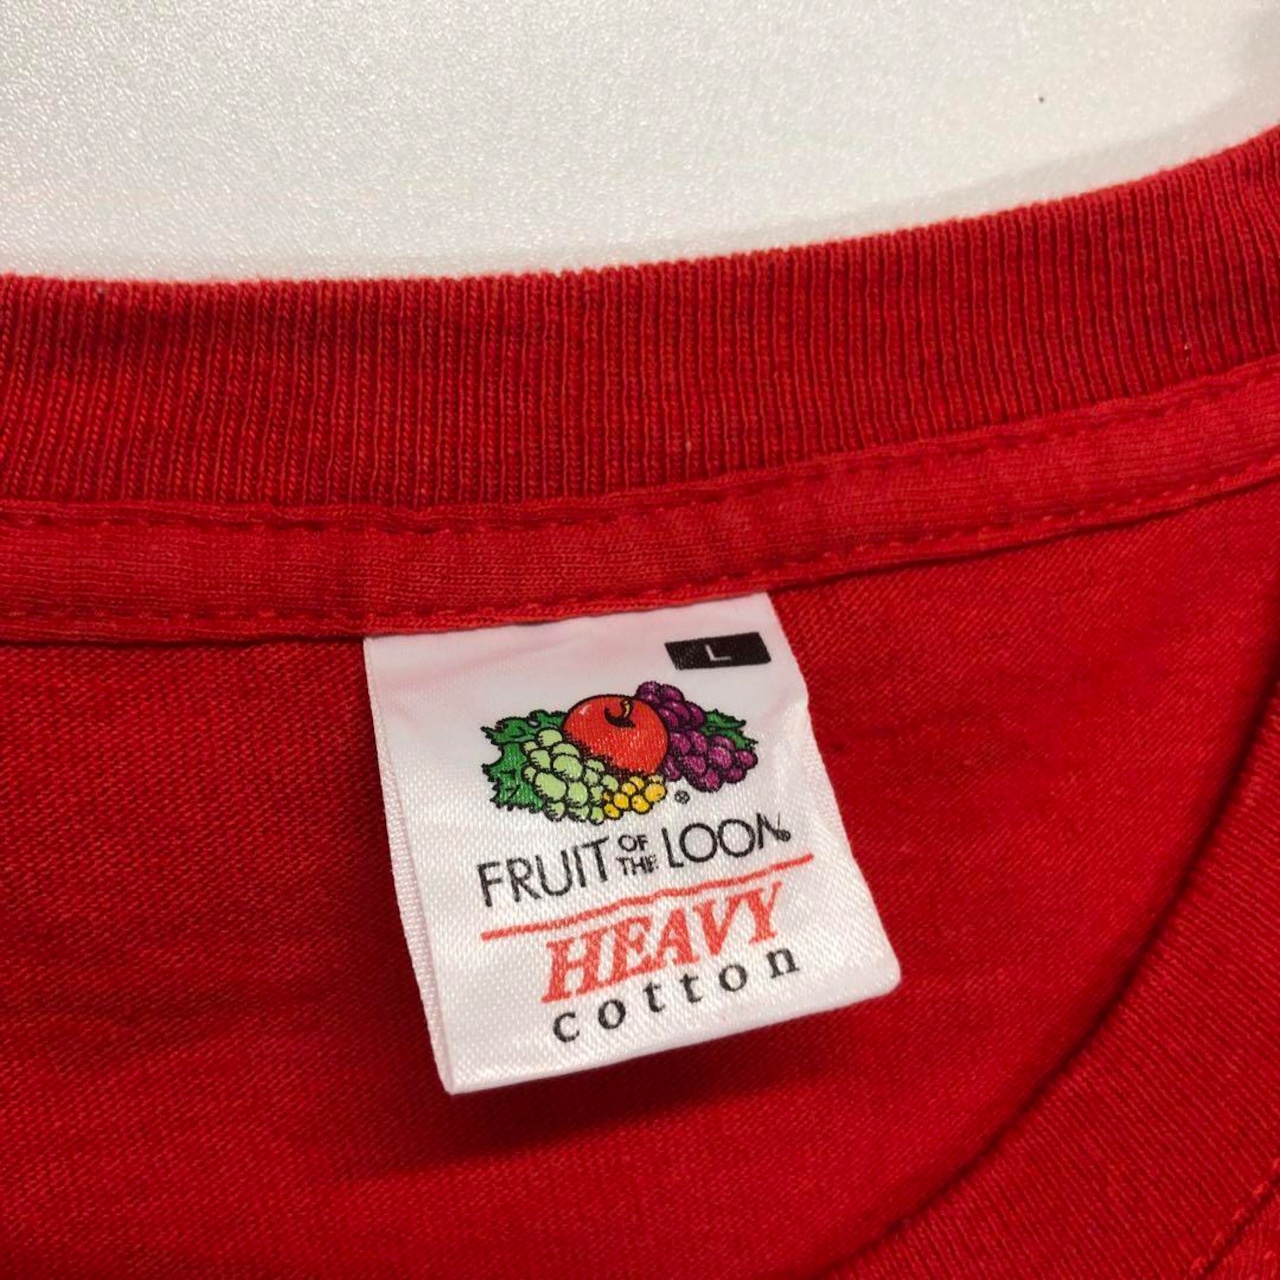 L
®
FRUIT OF THE LOOM
HEAVY
cotton